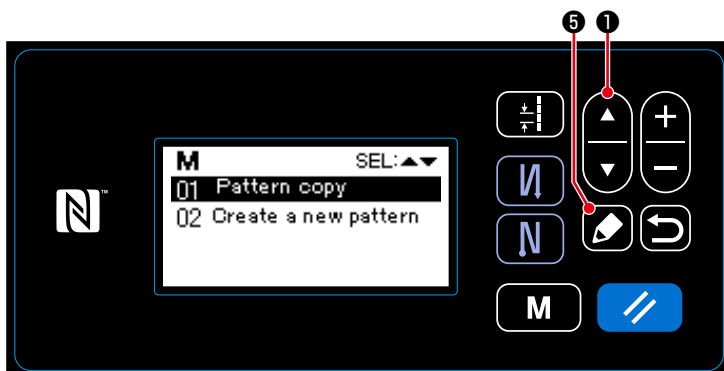 ❺ ❶
M SEL:▲▼
01 Pattern copy
02 Create a new pattern
M